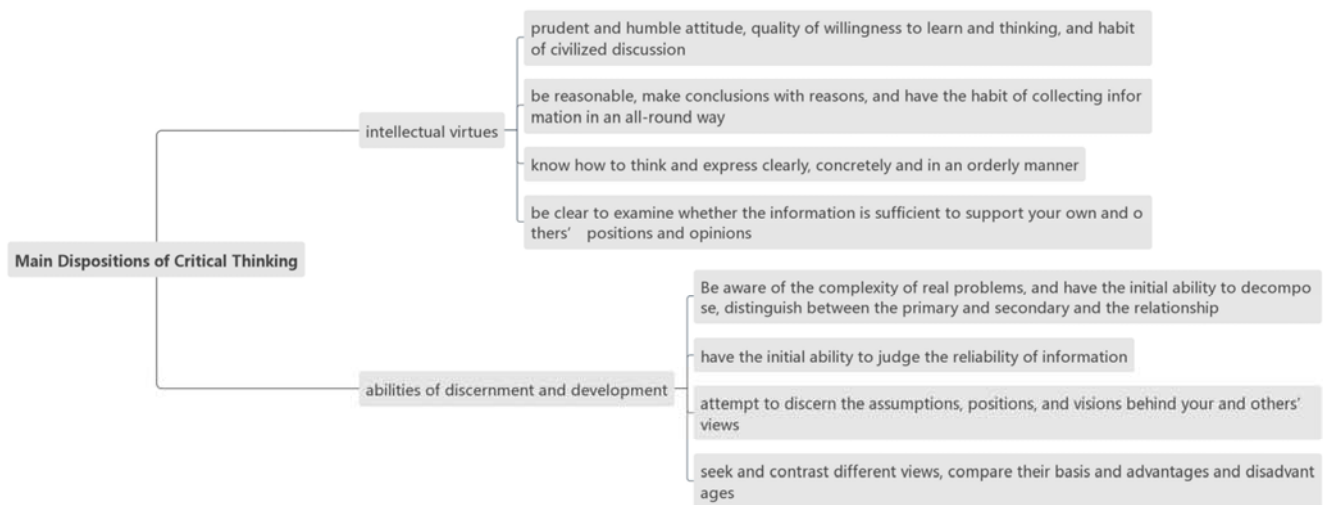 prudent and humble attitude, quality of willingness to learn and thinking, and habit
of civilized discussion
be reasonable, make conclusions with reasons, and have the habit of collecting infor
mation in an all-round way
intellectual virtues
know how to think and express clearly, concretely and in an orderly manner
be clear to examine whether the information is sufficient to support your own and o
thers’ positions and opinions
Main Dispositions of Critical Thinking
Be aware of the complexity of real problems, and have the initial ability to decompo
se, distinguish between the primary and secondary and the relationship
have the initial ability to judge the reliability of information
abilities of discernment and development
attempt to discern the assumptions, positions, and visions behind your and others’
views
seek and contrast different views, compare their basis and advantages and disadvant
ages